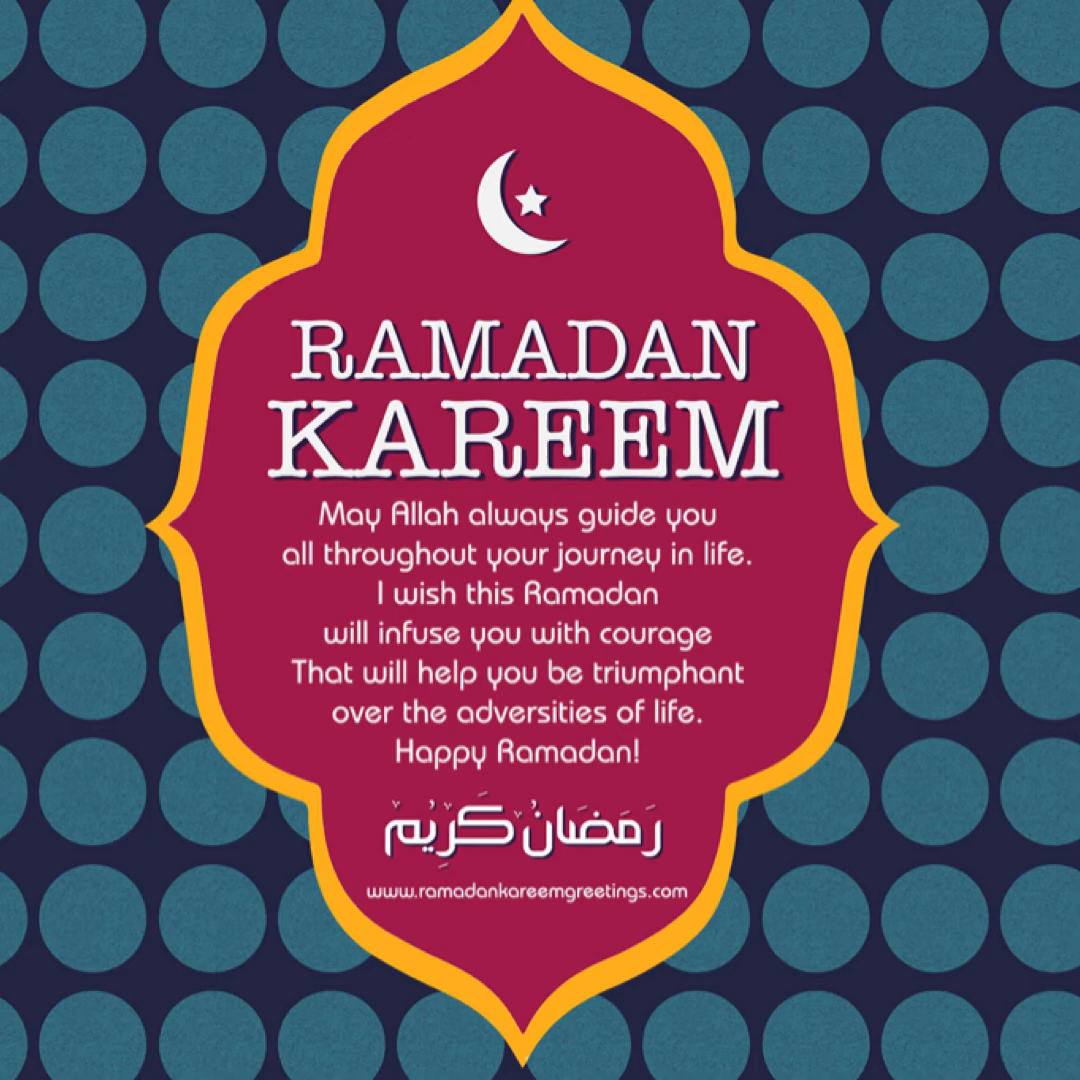 RAMADAN
KAREEM
May Allah always guide you
all throughout your journey in life.
I wish this Ramadan
will infuse you with courage
That will help you be triumphant
over the adversities of life.
Happy Ramadan!
رَمَضَانُ كَرِيْمٌ
www.ramadankareemgreetings.com